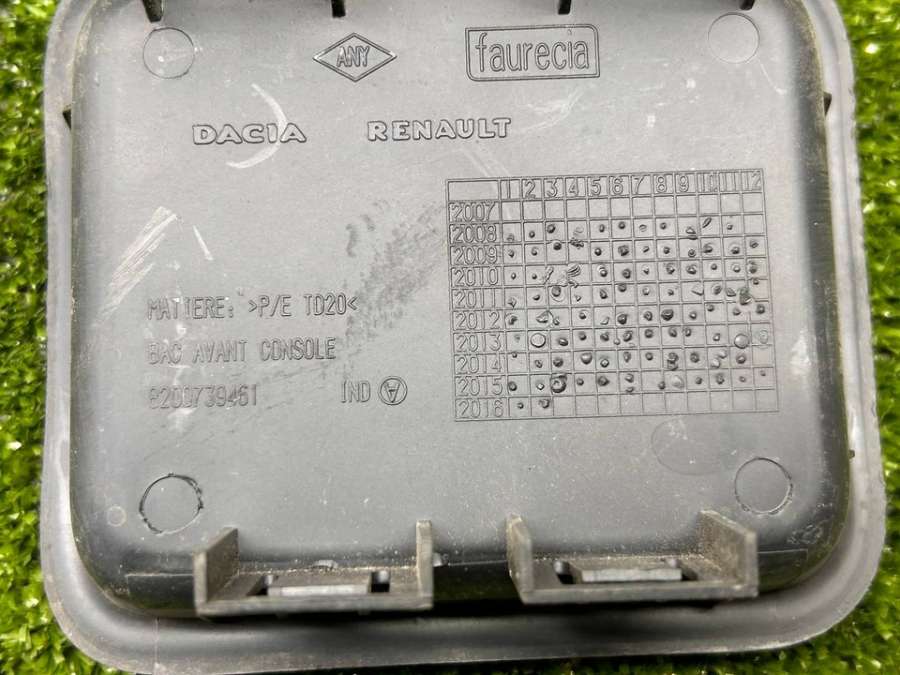 ANY
faurecia
DACIA RENAULT
1 2 3 4 5 6 7 8 9 10 11 12
2007
2008
2009
2010
2011
2012
2013
2014
2015
2016
MATIERE: >P/E TD20<
BAC AVANT CONSOLE
8200739461 IND A